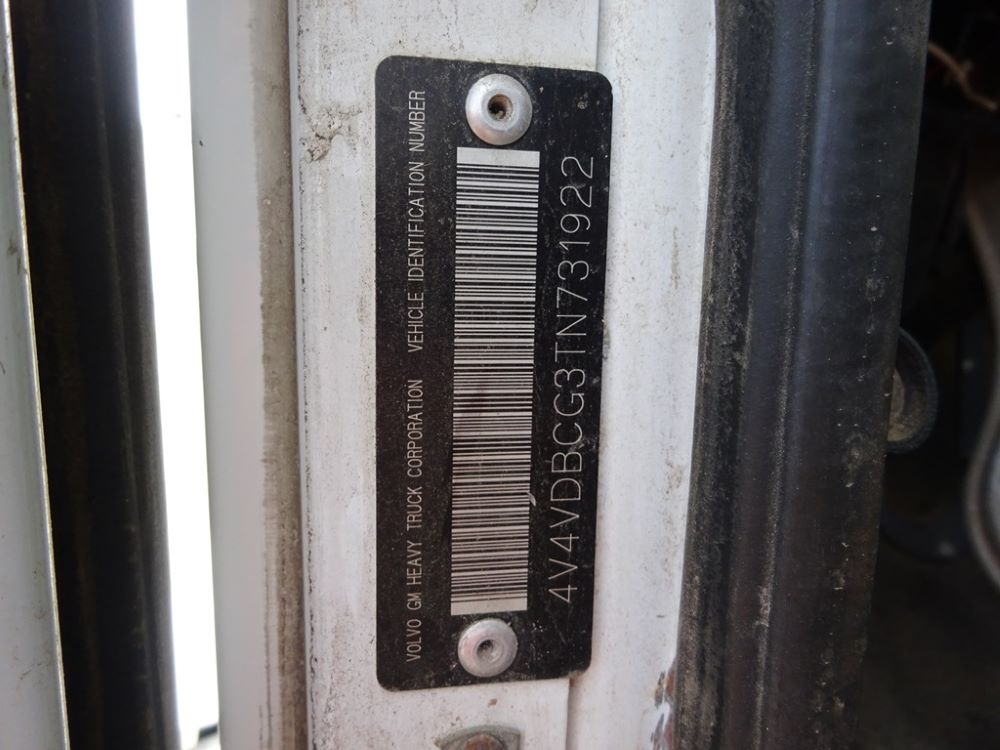 VOLVO GM HEAVY TRUCK CORPORATION VEHICLE IDENTIFICATION NUMBER
4V4VDBCG3TN731922